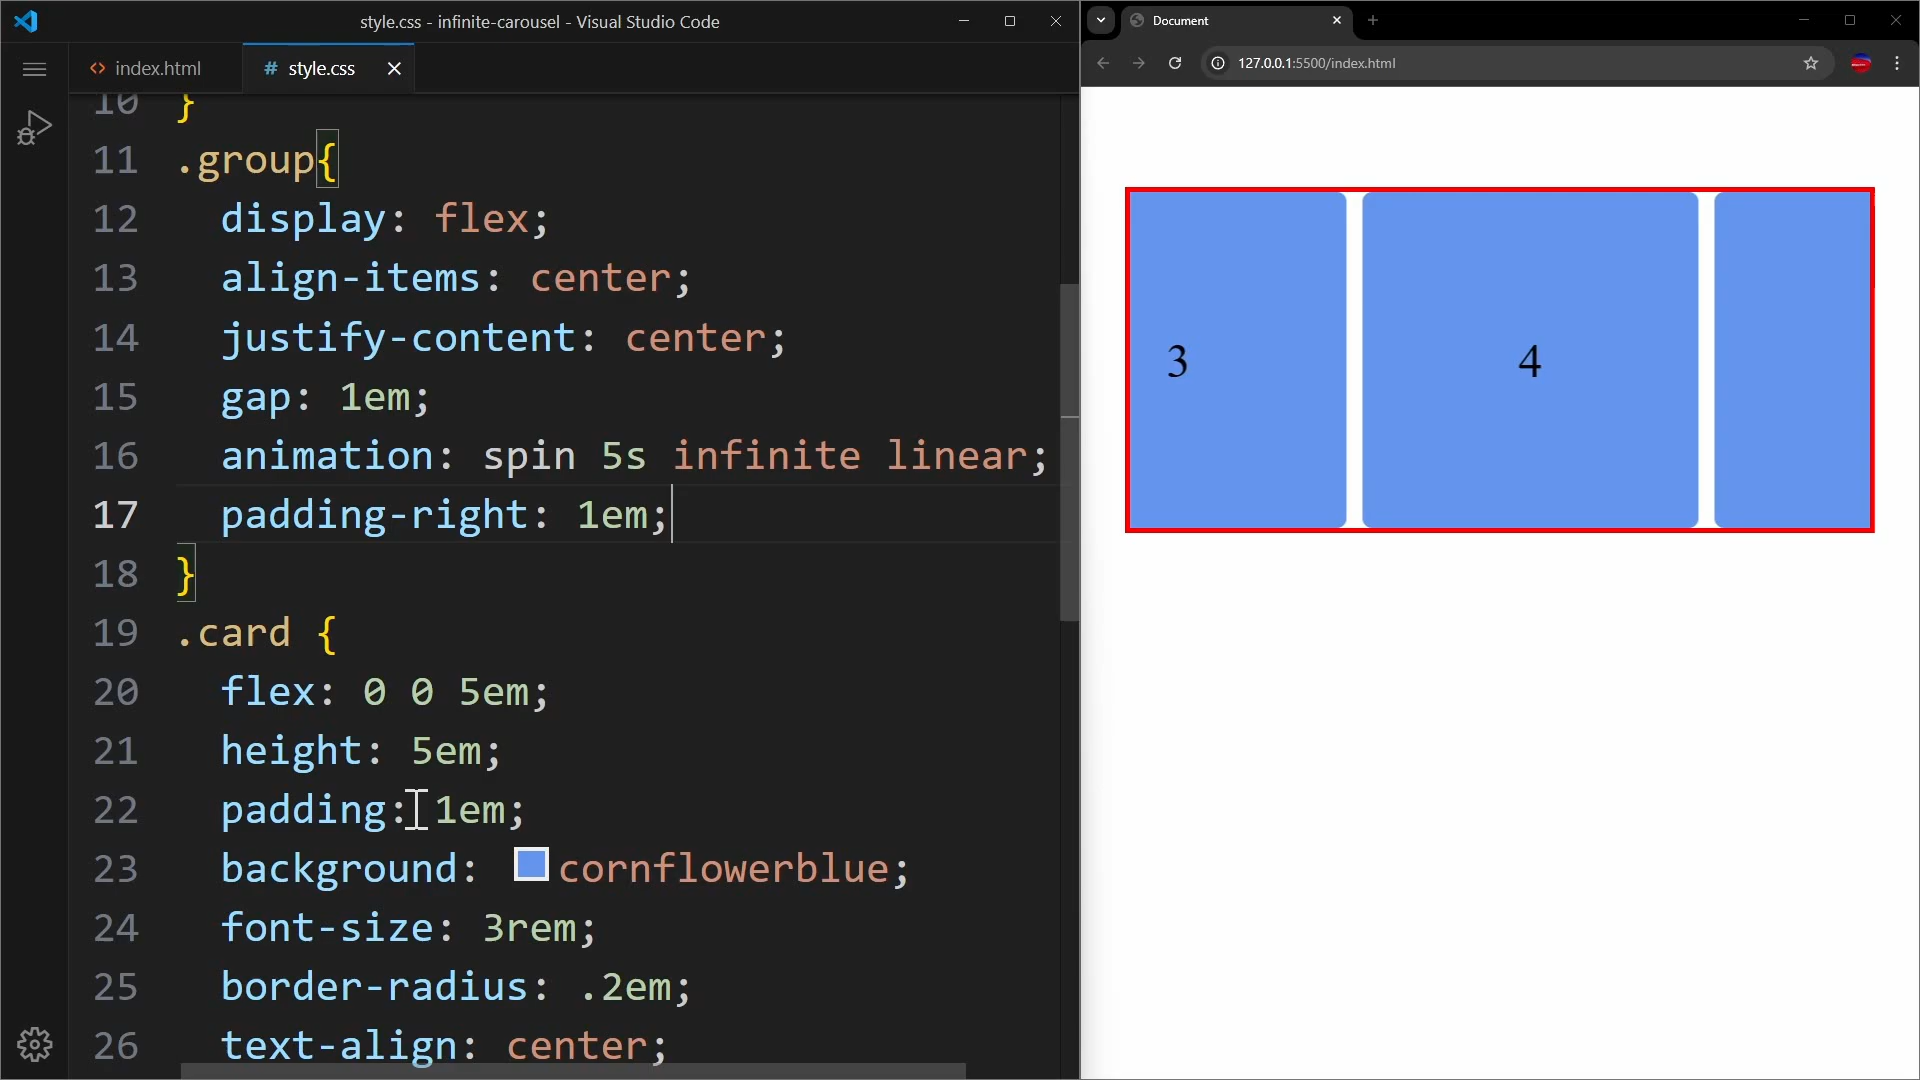 style.css - infinite-carousel - Visual Studio Code
index.html
# style.css
10 }
11 .group{
12 display: flex;
13 align-items: center;
14 justify-content: center;
15 gap: 1em;
16 animation: spin 5s infinite linear;
17 padding-right: 1em;
18 }
19 .card {
20 flex: 0 0 5em;
21 height: 5em;
22 padding: 1em;
23 background: cornflowerblue;
24 font-size: 3rem;
25 border-radius: .2em;
26 text-align: center;
Document
127.0.0.1:5500/index.html
3
4